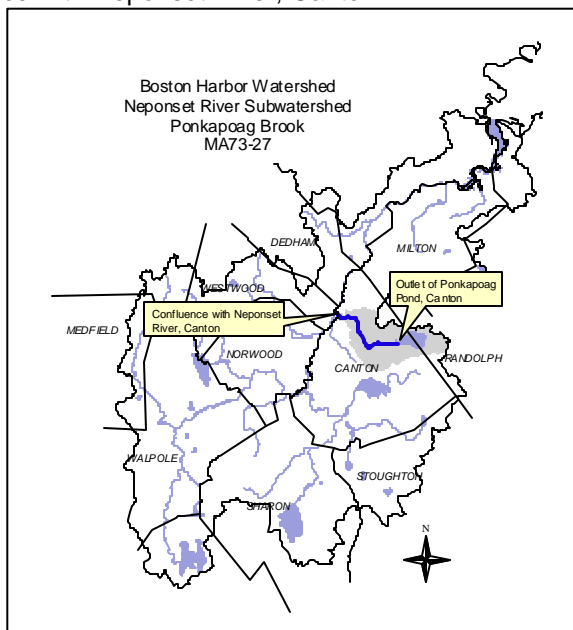 Boston Harbor Watershed
Neponset River Subwatershed
Ponkapoag Brook
MA73-27
DEDHAM
MILTON
WESTWOOD
Outlet of Ponkapoag
Pond, Canton
Confluence with Neponset
River, Canton
MEDFIELD
NORWOOD
CANTON
RANDOLPH
WALPOLE
STOUGHTON
SHARON
N